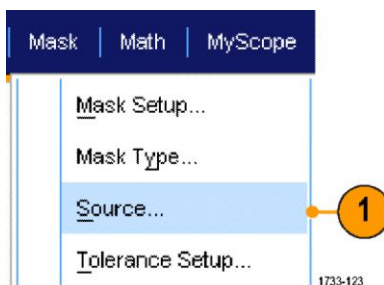 Mask | Math | MyScope
Mask Setup...
Mask Type...
Source...
1
Tolerance Setup...
1733-123